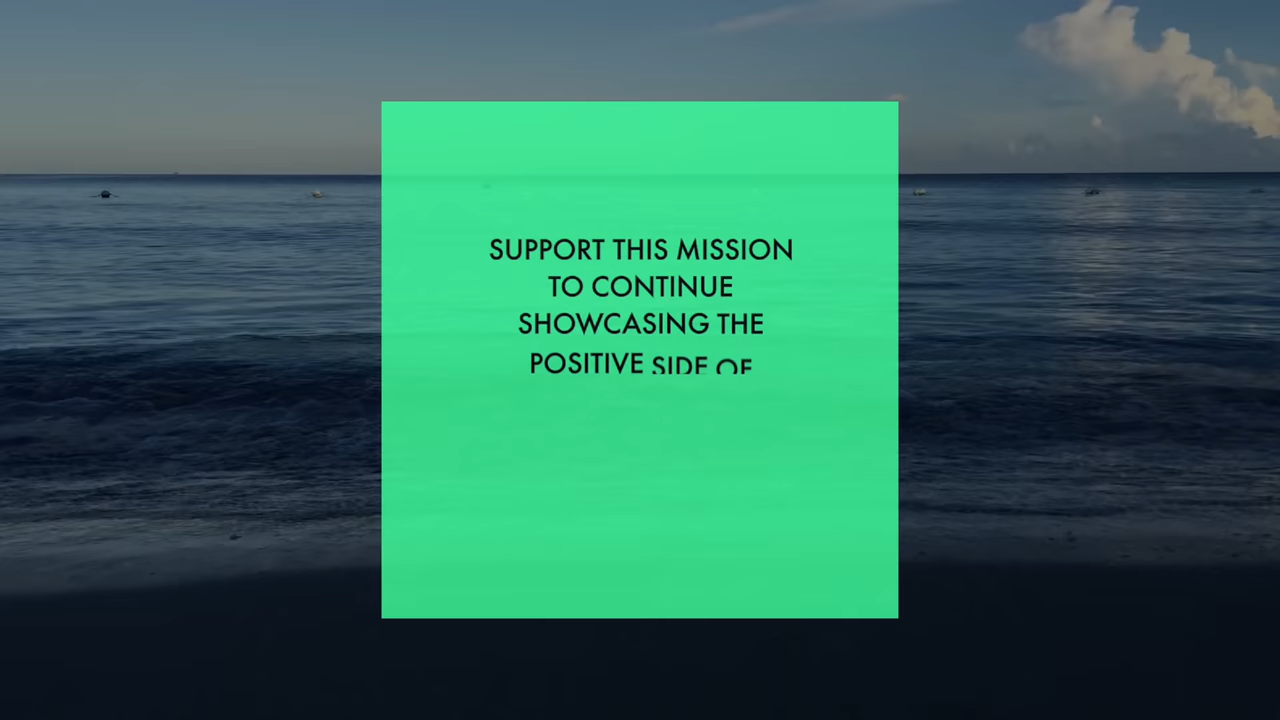 SUPPORT THIS MISSION
TO CONTINUE
SHOWCASING THE
POSITIVE SIDE OF